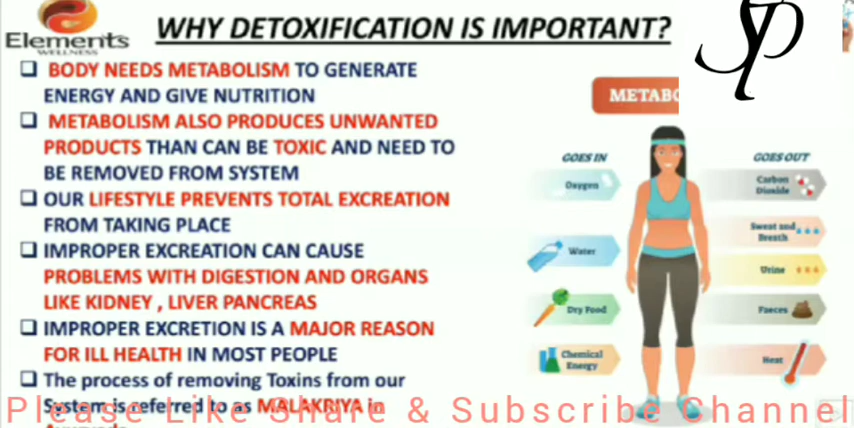 Elements
WELLNESS
WHY DETOXIFICATION IS IMPORTANT?
BODY NEEDS METABOLISM TO GENERATE
ENERGY AND GIVE NUTRITION
METABOLISM ALSO PRODUCES UNWANTED
PRODUCTS THAN CAN BE TOXIC AND NEED TO
BE REMOVED FROM SYSTEM
OUR LIFESTYLE PREVENTS TOTAL EXCREATION
FROM TAKING PLACE
IMPROPER EXCREATION CAN CAUSE
PROBLEMS WITH DIGESTION AND ORGANS
LIKE KIDNEY , LIVER PANCREAS
IMPROPER EXCRETION IS A MAJOR REASON
FOR ILL HEALTH IN MOST PEOPLE
The process of removing Toxins from our
System is referred to as MALAKRIYA in
METABO
GOES IN
Oxygen
Water
Dry Food
Chemical
Energy
GOES OUT
Carbon
Dioxide
Sweat and
Breath
Urine
Faeces
Heat
Please Like Share & Subscribe Channel